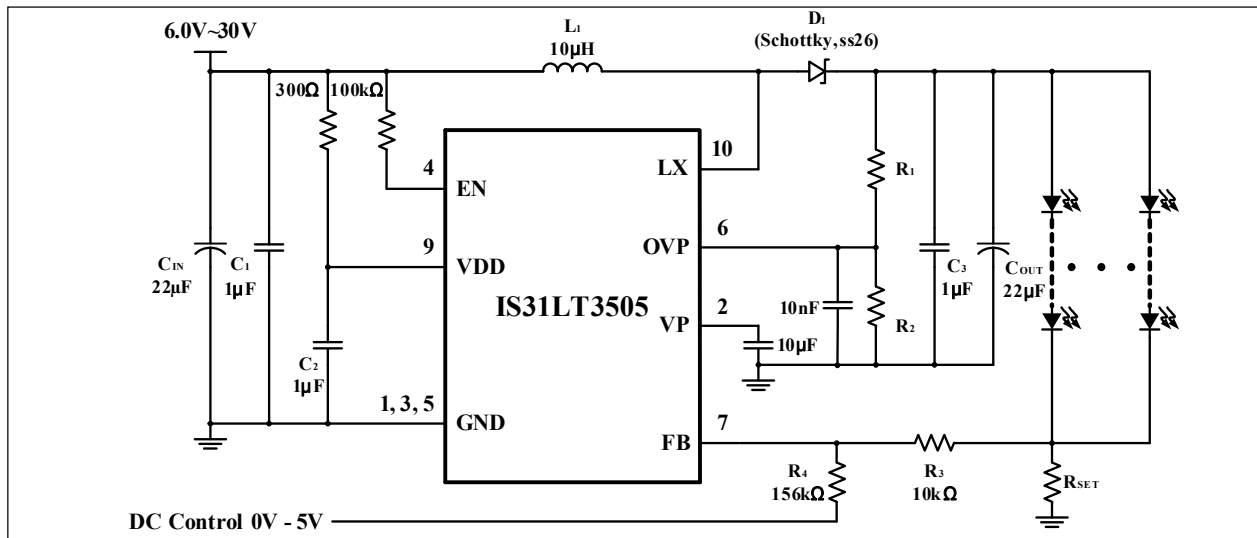 6.0V~30V
L1
10μH
D1
(Schottky,ss26)
300Ω
100kΩ
4
EN
LX
10
R1
6
OVP
9
VDD
CIN
22μF
C1
1μF
IS31LT3505
C3
1μF
COUT
22μF
2
VP
10nF
R2
10μF
C2
1μF
1, 3, 5
GND
FB
7
R4
156kΩ
R3
10kΩ
RSET
DC Control 0V - 5V